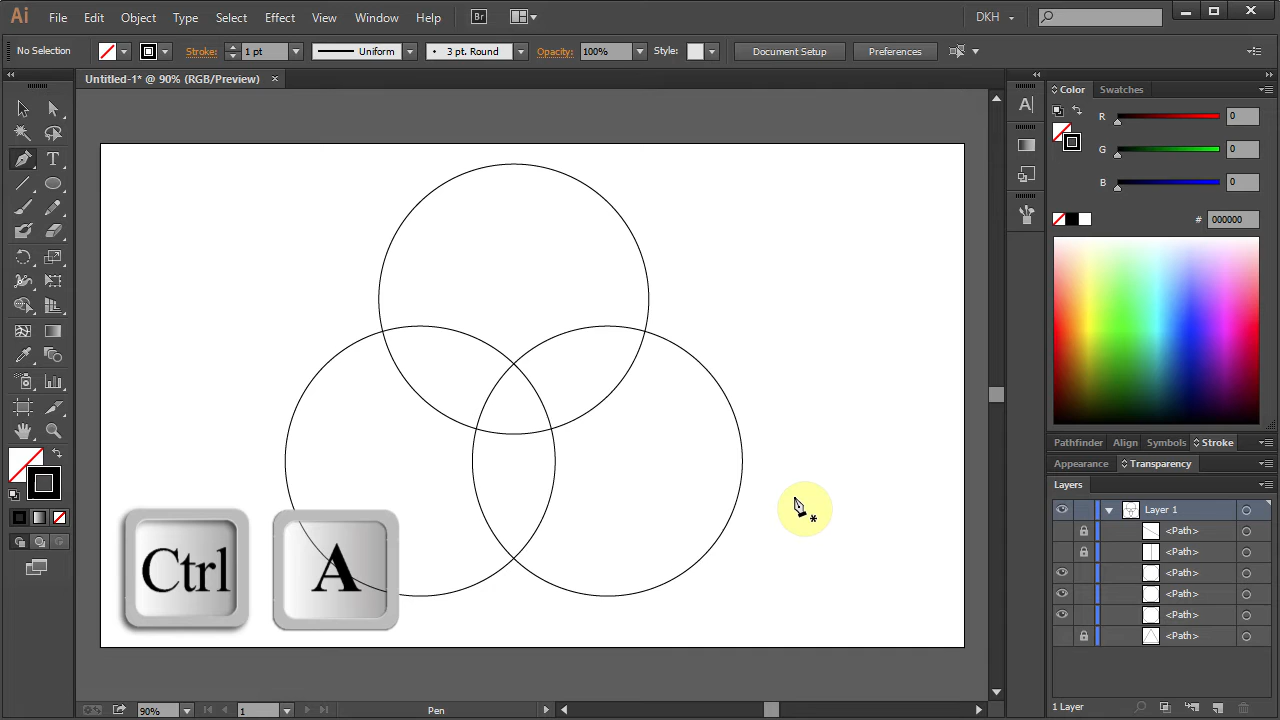 Ai File Edit Object Type Select Effect View Window Help Br DKH
No Selection Stroke: 1 pt Uniform 3 pt. Round Opacity: 100% Style: Document Setup Preferences
Untitled-1* @ 90% (RGB/Preview)
Color Swatches
R 0
G 0
B 0
# 000000
Pathfinder Align Symbols Stroke
Appearance Transparency
Layers
Layer 1
<Path>
<Path>
<Path>
<Path>
<Path>
<Path>
Ctrl A
90% 1 Pen 1 Layer